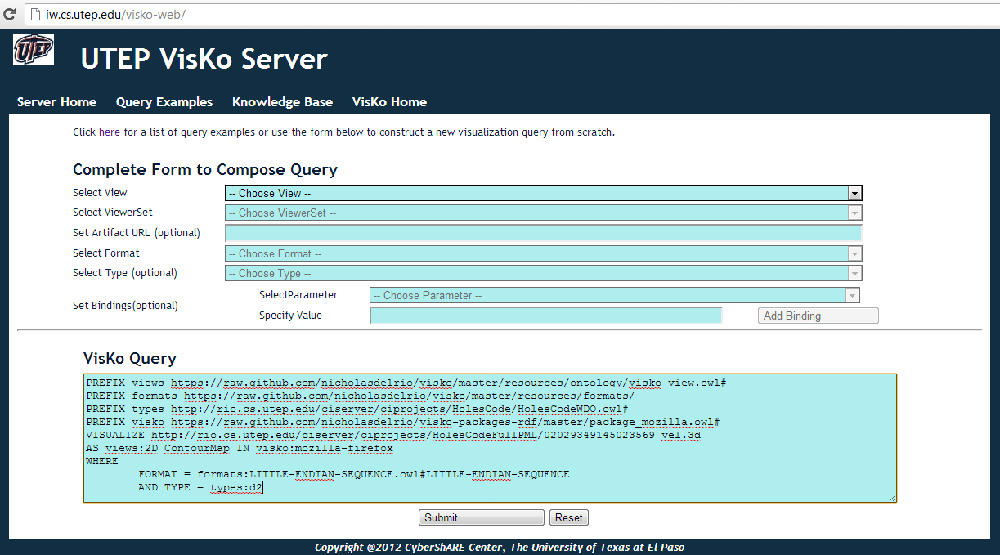 iw.cs.utep.edu/visko-web/
UTEP
UTEP VisKo Server
Server Home Query Examples Knowledge Base VisKo Home
Click here for a list of query examples or use the form below to construct a new visualization query from scratch.
Complete Form to Compose Query
Select View -- Choose View --
Select ViewerSet -- Choose ViewerSet --
Set Artifact URL (optional)
Select Format -- Choose Format --
Select Type (optional) -- Choose Type --
Set Bindings(optional)
SelectParameter -- Choose Parameter --
Specify Value Add Binding
VisKo Query
PREFIX views https://raw.github.com/nicholasdelrio/visko/master/resources/ontology/visko-view.owl#
PREFIX formats https://raw.github.com/nicholasdelrio/visko/master/resources/formats/
PREFIX types http://rio.cs.utep.edu/ciserver/ciprojects/HolesCode/HolesCodeWDO.owl#
PREFIX visko https://raw.github.com/nicholasdelrio/visko-packages-rdf/master/package_mozilla.owl#
VISUALIZE http://rio.cs.utep.edu/ciserver/ciprojects/HolesCodeFullPML/02029349145023569_vel.3d
AS views:2D_ContourMap IN visko:mozilla-firefox
WHERE
FORMAT = formats:LITTLE-ENDIAN-SEQUENCE.owl#LITTLE-ENDIAN-SEQUENCE
AND TYPE = types:d2
Submit Reset
Copyright @2012 CyberShARE Center, The University of Texas at El Paso